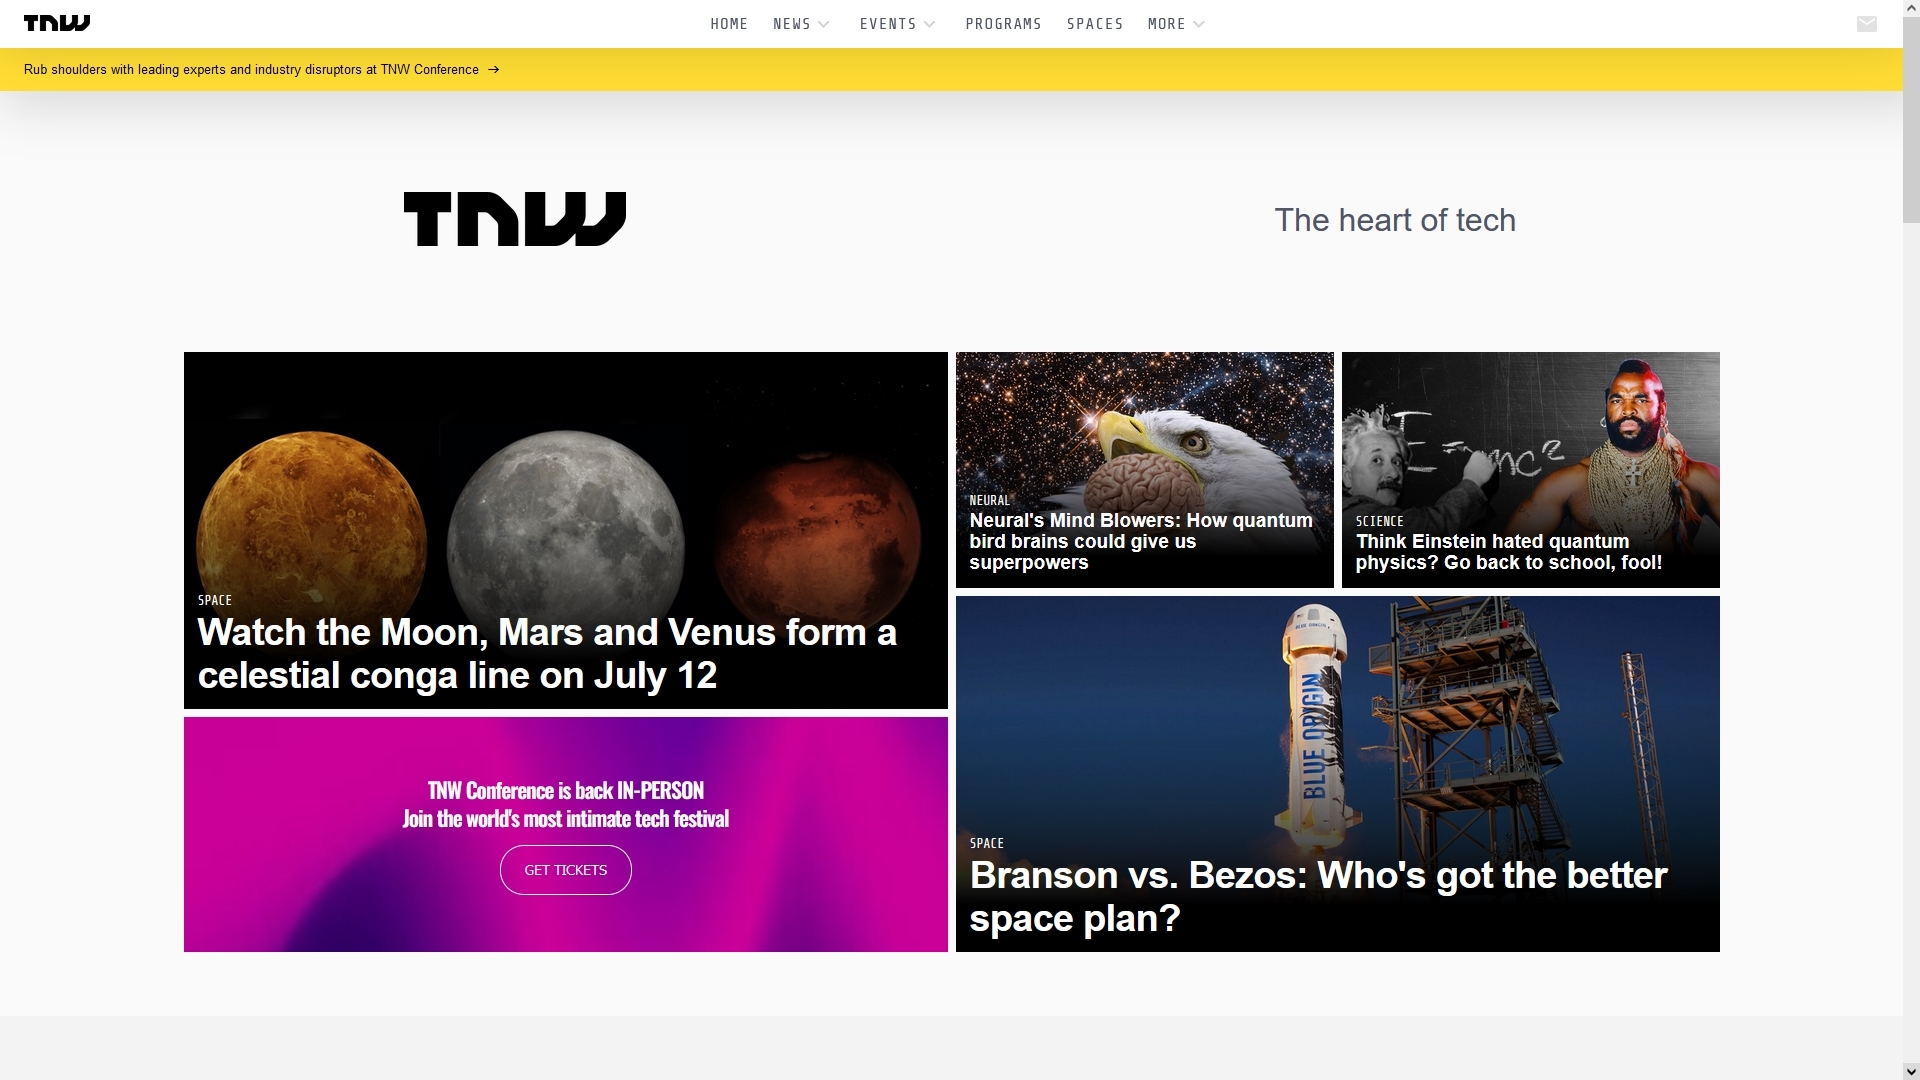 TNW
HOME NEWS EVENTS PROGRAMS SPACES MORE
Rub shoulders with leading experts and industry disruptors at TNW Conference →
TNW
The heart of tech
SPACE
Watch the Moon, Mars and Venus form a
celestial conga line on July 12
NEURAL
Neural's Mind Blowers: How quantum
bird brains could give us
superpowers
E=mc²
SCIENCE
Think Einstein hated quantum
physics? Go back to school, fool!
TNW Conference is back IN-PERSON
Join the world's most intimate tech festival
GET TICKETS
BLUE ORIGIN
BLUE ORIGIN
SPACE
Branson vs. Bezos: Who's got the better
space plan?